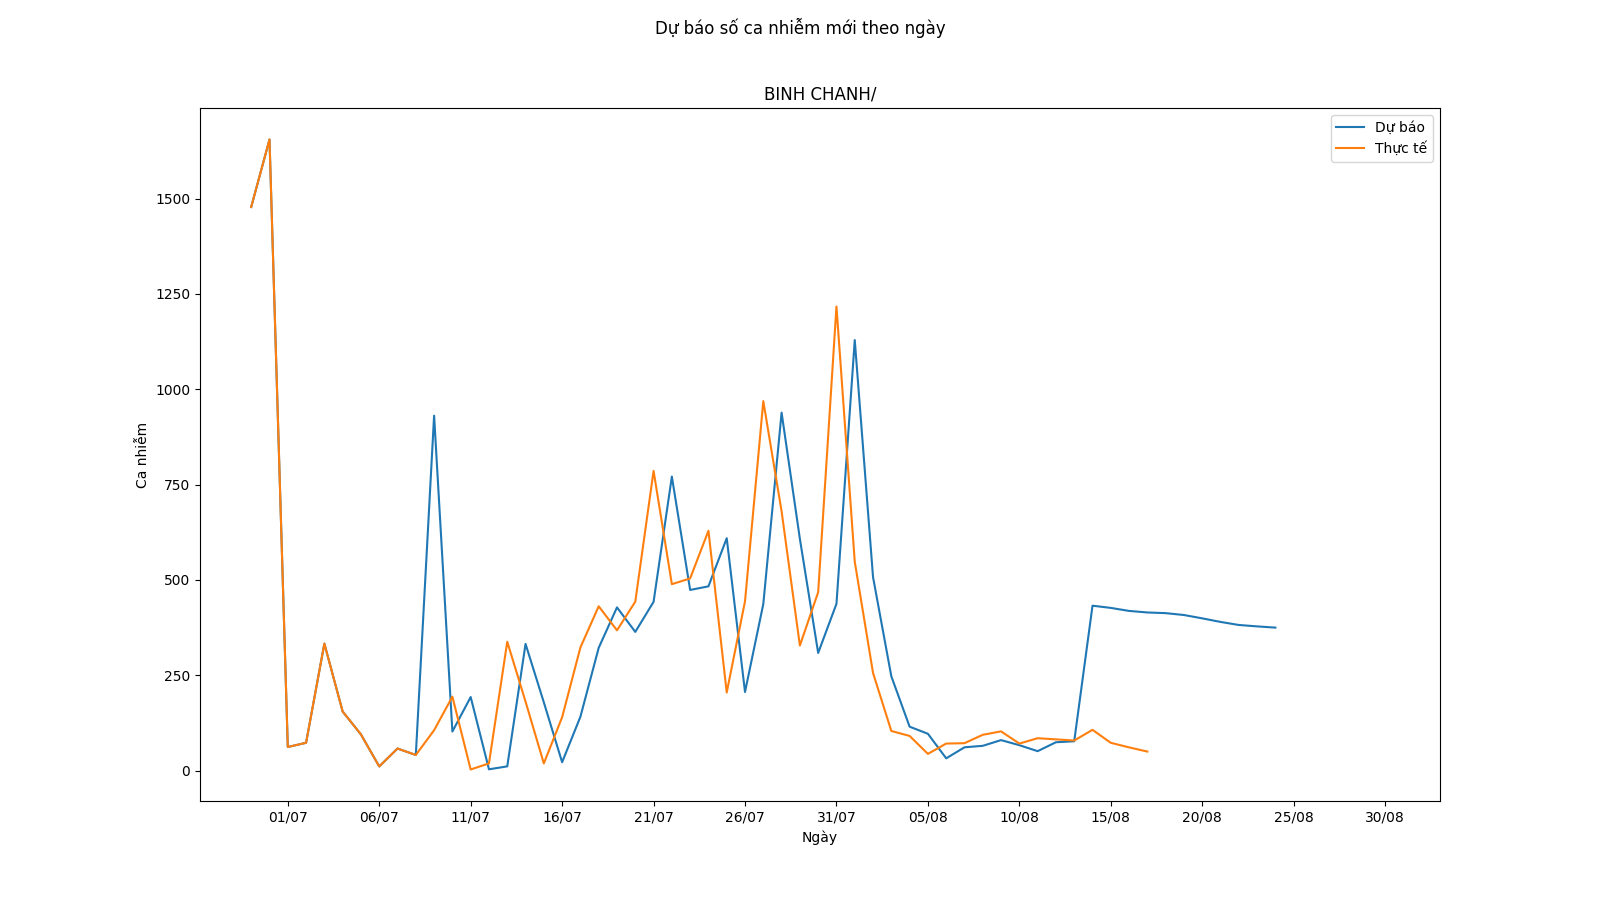 Dự báo số ca nhiễm mới theo ngày
BINH CHANH/
Dự báo
Thực tế
1500
1250
1000
750
500
250
0
Ca nhiễm
01/07 06/07 11/07 16/07 21/07 26/07 31/07 05/08 10/08 15/08 20/08 25/08 30/08
Ngày